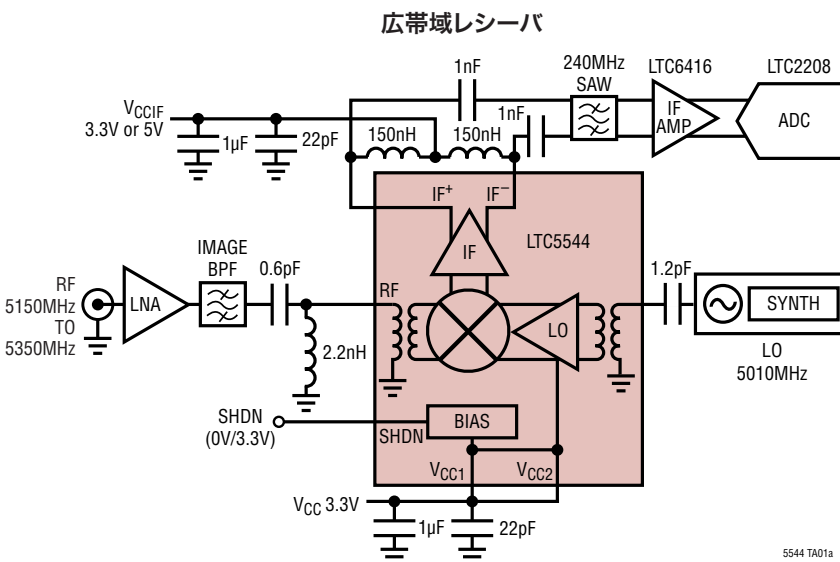 広帯域レシーバ
1nF
240MHz
SAW
LTC6416
LTC2208
VCCIF
3.3V or 5V
1µF
22pF
150nH
150nH
1nF
IF
AMP
ADC
IF+
IF−
LTC5544
IF
RF
5150MHz
TO
5350MHz
LNA
IMAGE
BPF
0.6pF
2.2nH
RF
LO
1.2pF
SYNTH
LO
5010MHz
SHDN
(0V/3.3V)
SHDN
BIAS
VCC1
VCC2
VCC 3.3V
1µF
22pF
5544 TA01a